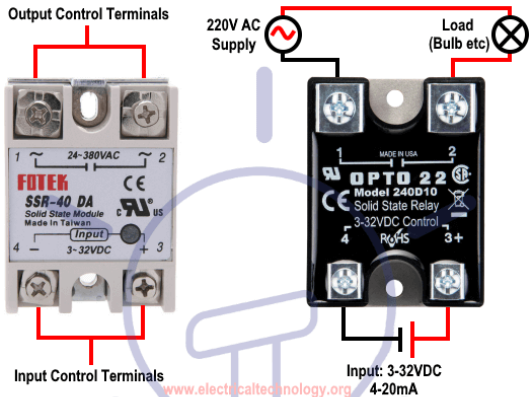 Output Control Terminals
1 ~ ~ 2
24~380VAC
FOTEK
CE
SSR-40 DA
Solid State Module
Made in Taiwan
c RU® US
Input
4 − + 3
3~32VDC
Input Control Terminals
220V AC
Supply
Load
(Bulb etc)
1 2
MADE IN USA
OPTO 22
CE
Model 240D10
Solid State Relay
3-32VDC Control
4 3+
RoHS
Input: 3-32VDC
4-20mA
www.electricaltechnology.org